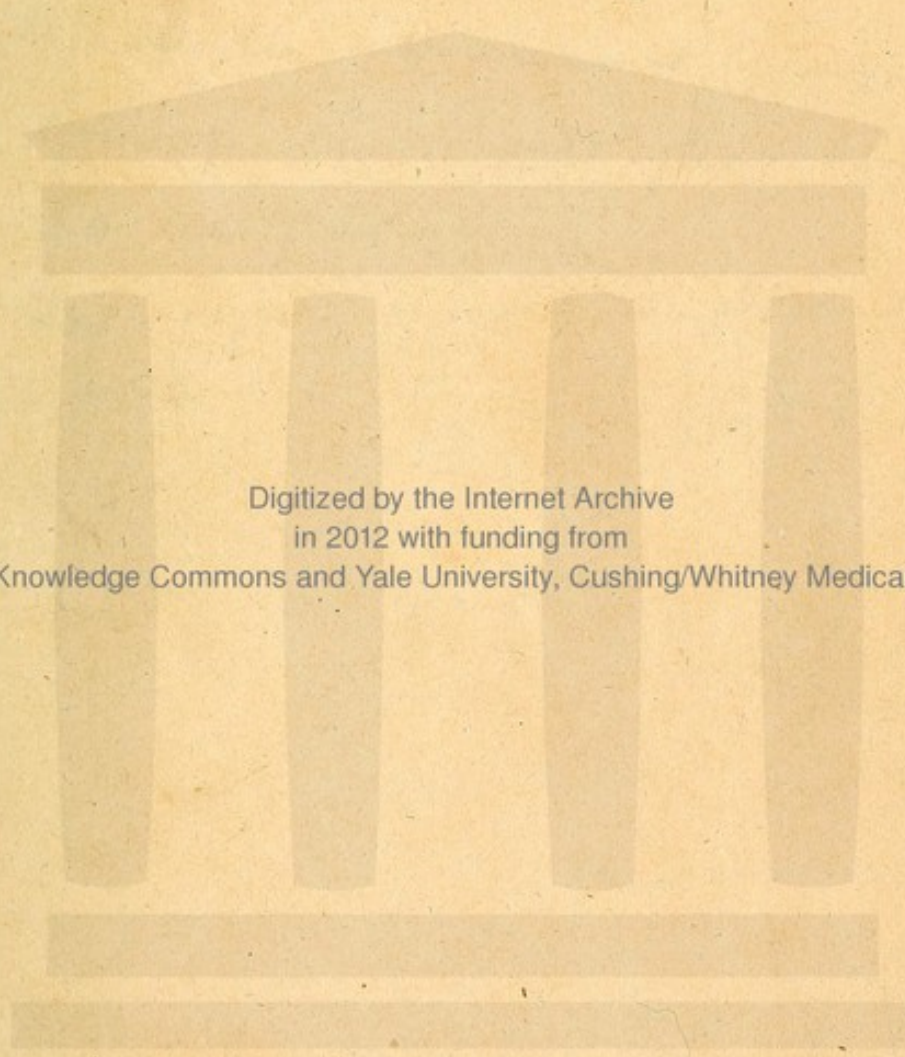 Digitized by the Internet Archive
in 2012 with funding from
Knowledge Commons and Yale University, Cushing/Whitney Medica